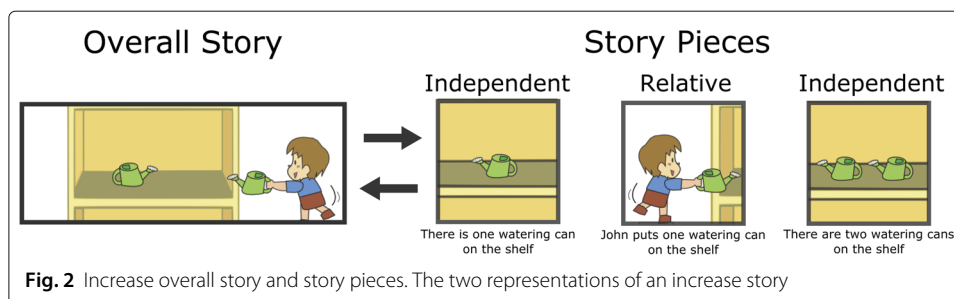 Overall Story
Story Pieces
Independent
Relative
Independent
There is one watering can
on the shelf
John puts one watering can
on the shelf
There are two watering cans
on the shelf
Fig. 2 Increase overall story and story pieces. The two representations of an increase story